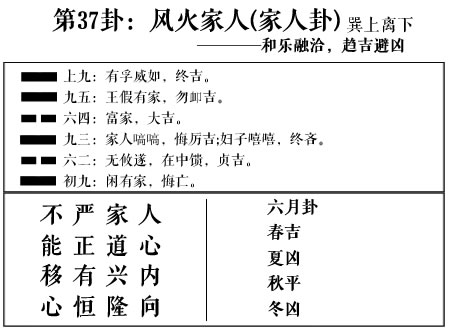 第37卦：风火家人(家人卦) 巽上离下
————和乐融洽，趋吉避凶
上九：有孚威如，终吉。
九五：王假有家，勿卹吉。
六四：富家，大吉。
九三：家人嗃嗃，悔厉吉;妇子嘻嘻，终吝。
六二：无攸遂，在中馈，贞吉。
初九：闲有家，悔亡。
人心内向
家道兴隆
严正有恒
不能移心
六月卦
春吉
夏凶
秋平
冬凶